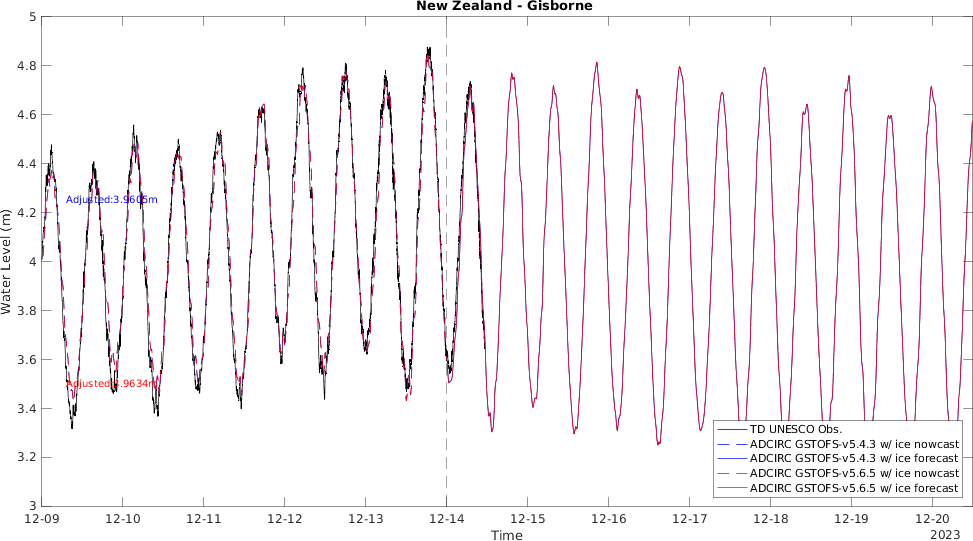 New Zealand - Gisborne
Water Level (m)
5
4.8
4.6
4.4
4.2
4
3.8
3.6
3.4
3.2
3
Adjusted:3.9605m
Adjusted:3.9634m
TD UNESCO Obs.
ADCIRC GSTOFS-v5.4.3 w/ ice nowcast
ADCIRC GSTOFS-v5.4.3 w/ ice forecast
ADCIRC GSTOFS-v5.6.5 w/ ice nowcast
ADCIRC GSTOFS-v5.6.5 w/ ice forecast
12-09 12-10 12-11 12-12 12-13 12-14 12-15 12-16 12-17 12-18 12-19 12-20
Time
2023